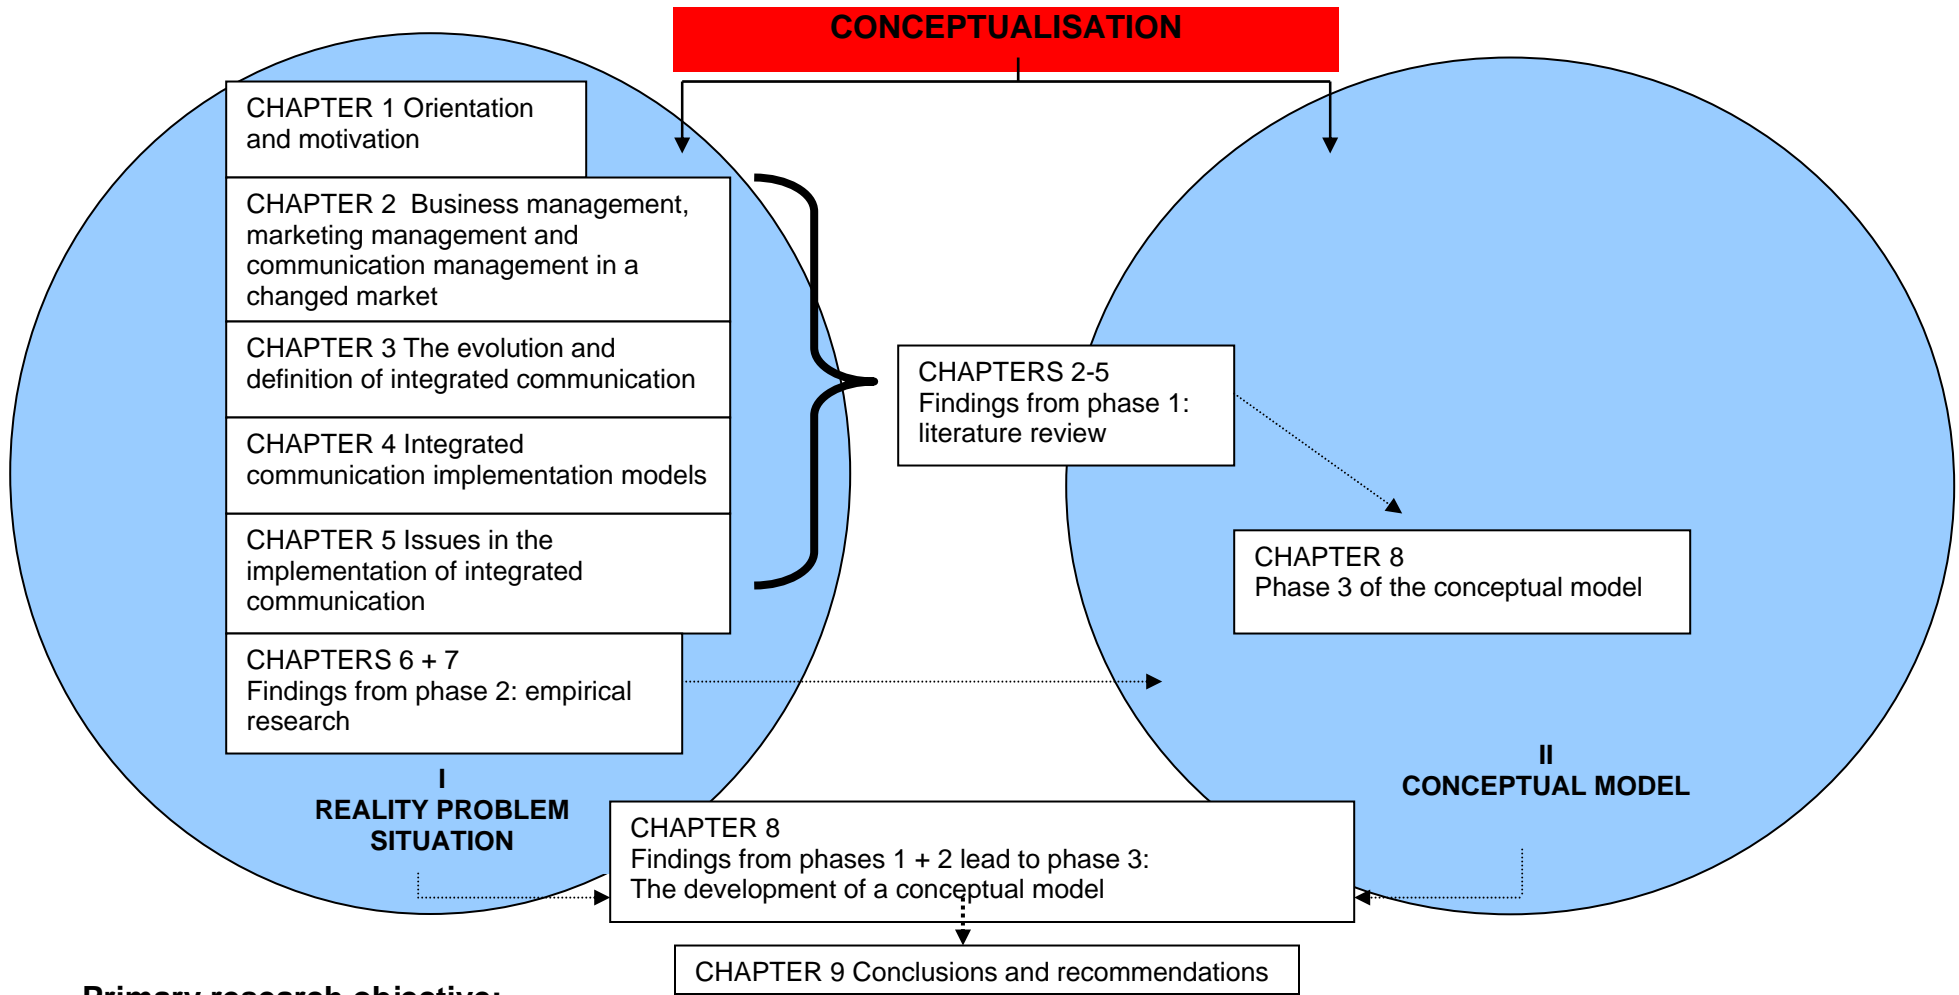 CONCEPTUALISATION
CHAPTER 1 Orientation
and motivation
CHAPTER 2  Business management,
marketing management and
communication management in a
changed market
CHAPTER 3 The evolution and
definition of integrated communication
CHAPTER 4 Integrated
communication implementation models
CHAPTER 5 Issues in the
implementation of integrated
communication
CHAPTERS 6 + 7
Findings from phase 2: empirical
research
I
REALITY PROBLEM
SITUATION
CHAPTERS 2-5
Findings from phase 1:
literature review
CHAPTER 8
Phase 3 of the conceptual model
II
CONCEPTUAL MODEL
CHAPTER 8
Findings from phases 1 + 2 lead to phase 3:
The development of a conceptual model
CHAPTER 9 Conclusions and recommendations
Primary research objective: